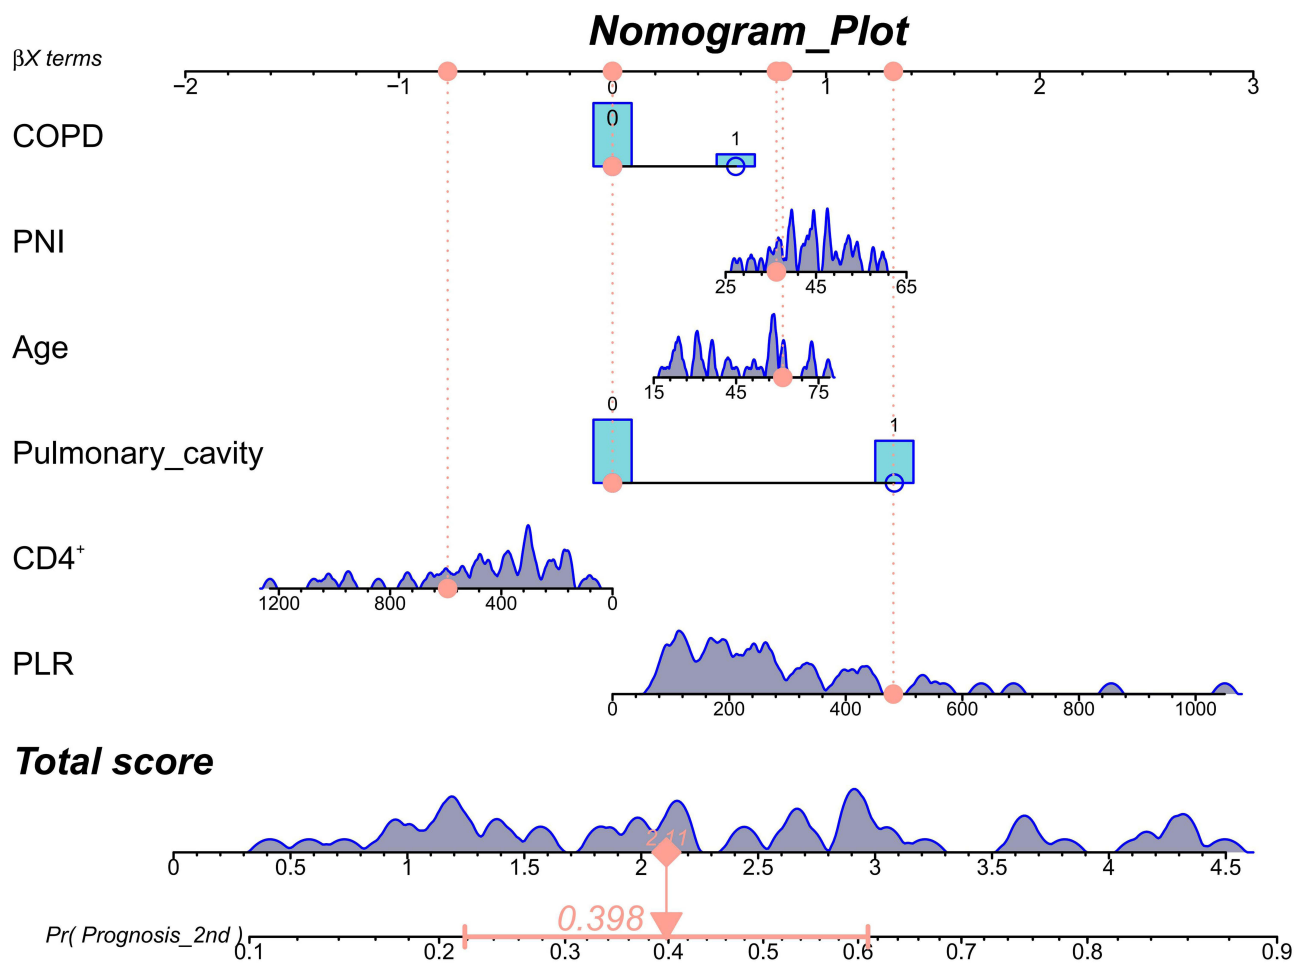 Nomogram_Plot
βX terms
−2 −1 0 1 2 3
COPD
0
1
PNI
25 45 65
Age
15 45 75
0
1
Pulmonary_cavity
CD4+
1200 800 400 0
PLR
0 200 400 600 800 1000
Total score
2.11
0 0.5 1 1.5 2 2.5 3 3.5 4 4.5
0.398
Pr( Prognosis_2nd )
0.1 0.2 0.3 0.4 0.5 0.6 0.7 0.8 0.9